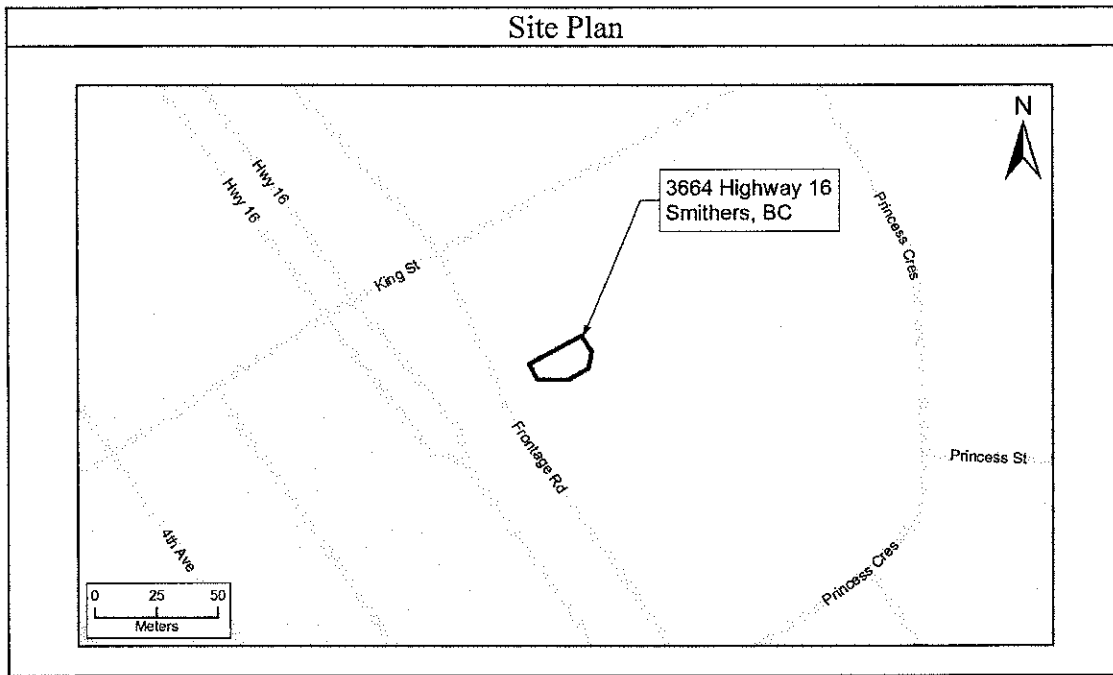 Site Plan
N
Hwy 16
Hwy 16
3664 Highway 16
Smithers, BC
Princess Cres
King St
Frontage Rd
Princess St
4th Ave
Princess Cres
0 25 50
Meters